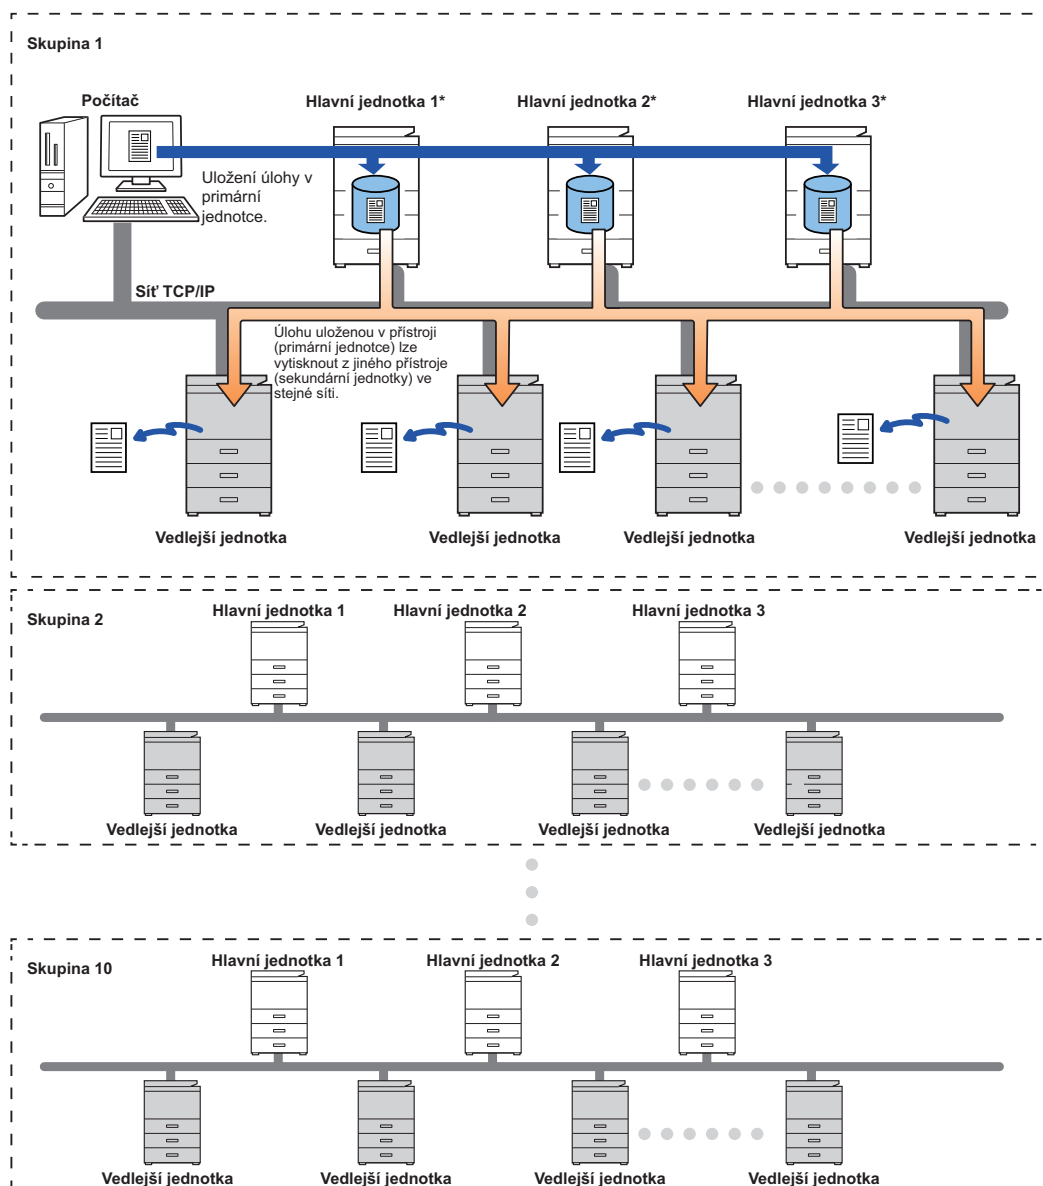 Skupina 1
Počítač
Hlavní jednotka 1*
Hlavní jednotka 2*
Hlavní jednotka 3*
Uložení úlohy v
primární
jednotce.
Síť TCP/IP
Úlohu uloženou v přístroji
(primární jednotce) lze
vytisknout z jiného přístroje
(sekundární jednotky) ve
stejné síti.
Vedlejší jednotka
Vedlejší jednotka
Vedlejší jednotka
Vedlejší jednotka
Skupina 2
Hlavní jednotka 1
Hlavní jednotka 2
Hlavní jednotka 3
Vedlejší jednotka
Vedlejší jednotka
Vedlejší jednotka
Vedlejší jednotka
Skupina 10
Hlavní jednotka 1
Hlavní jednotka 2
Hlavní jednotka 3
Vedlejší jednotka
Vedlejší jednotka
Vedlejší jednotka
Vedlejší jednotka